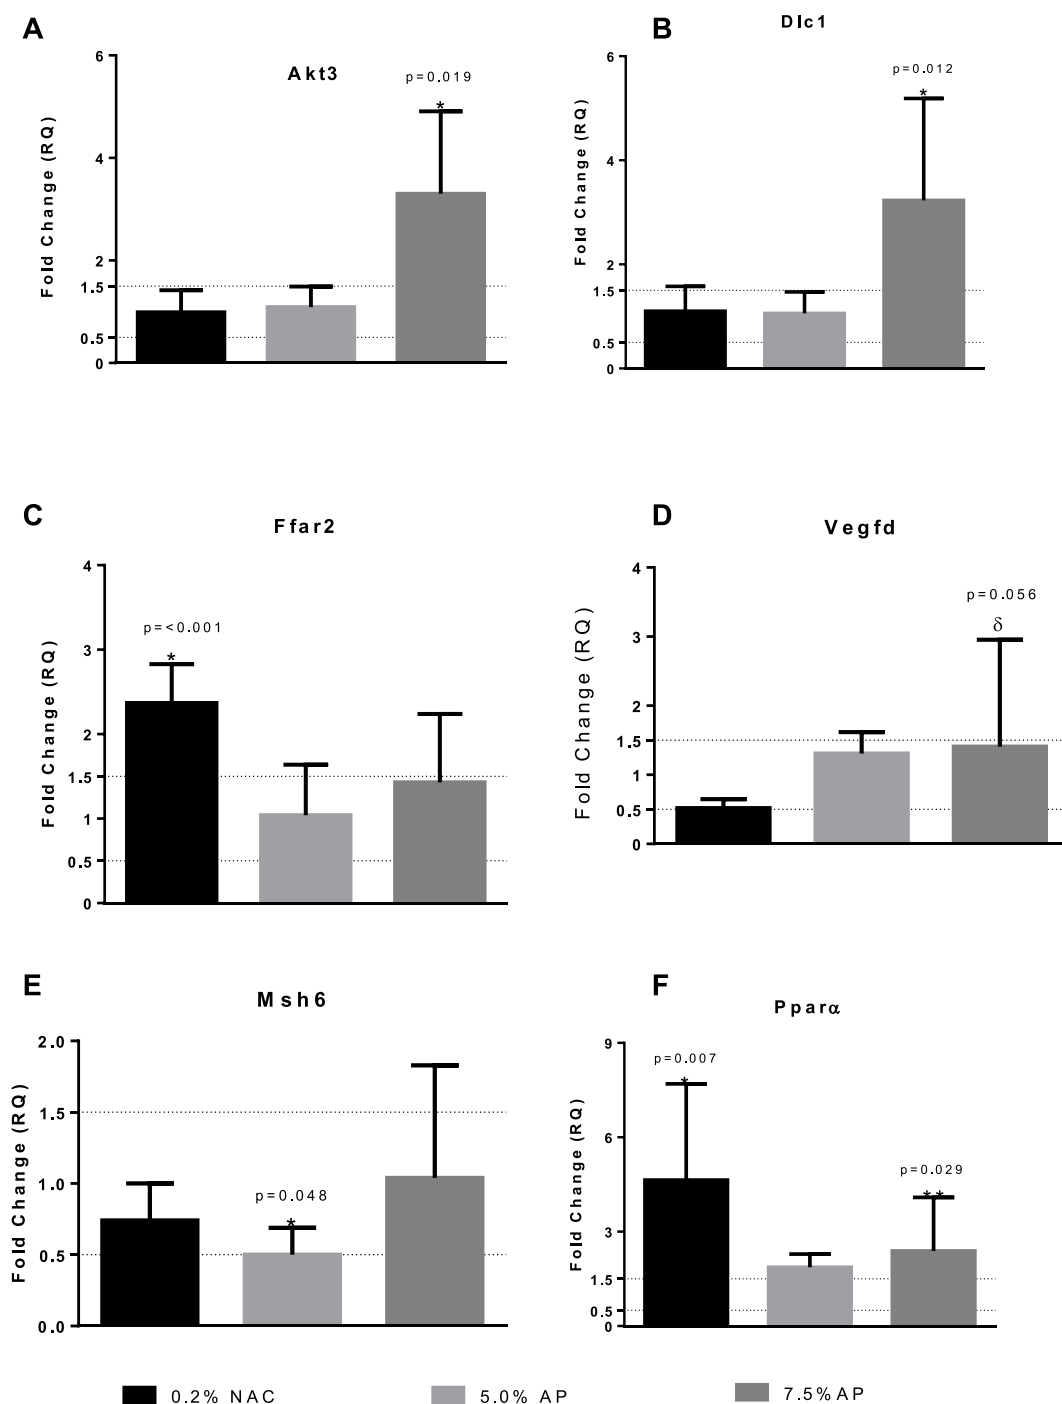 A
Akt3
p=0.019
*
Fold Change (RQ)
6
4
2
1.5
0.5
0
B
Dlc1
p=0.012
*
Fold Change (RQ)
6
4
2
1.5
0.5
0
C
Ffar2
p=<0.001
*
Fold Change (RQ)
4
3
2
1.5
1
0.5
0
D
Vegfd
p=0.056
δ
Fold Change (RQ)
4
3
2
1.5
1
0.5
0
E
Msh6
p=0.048
*
Fold Change (RQ)
2.0
1.5
1.0
0.5
0.0
F
Pparα
p=0.007
*
p=0.029
**
Fold Change (RQ)
9
6
3
1.5
0.5
0
0.2% NAC
5.0% AP
7.5%AP